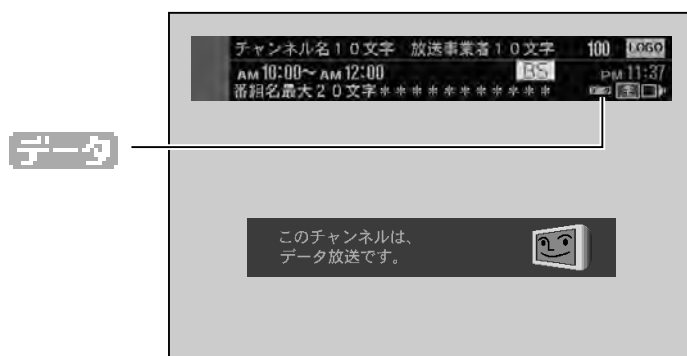 チャンネル名10文字 放送事業者10文字 100 LOGO
AM 10:00~ AM 12:00 BS PM 11:37
番組名最大20文字**********
データ
このチャンネルは、
データ放送です。